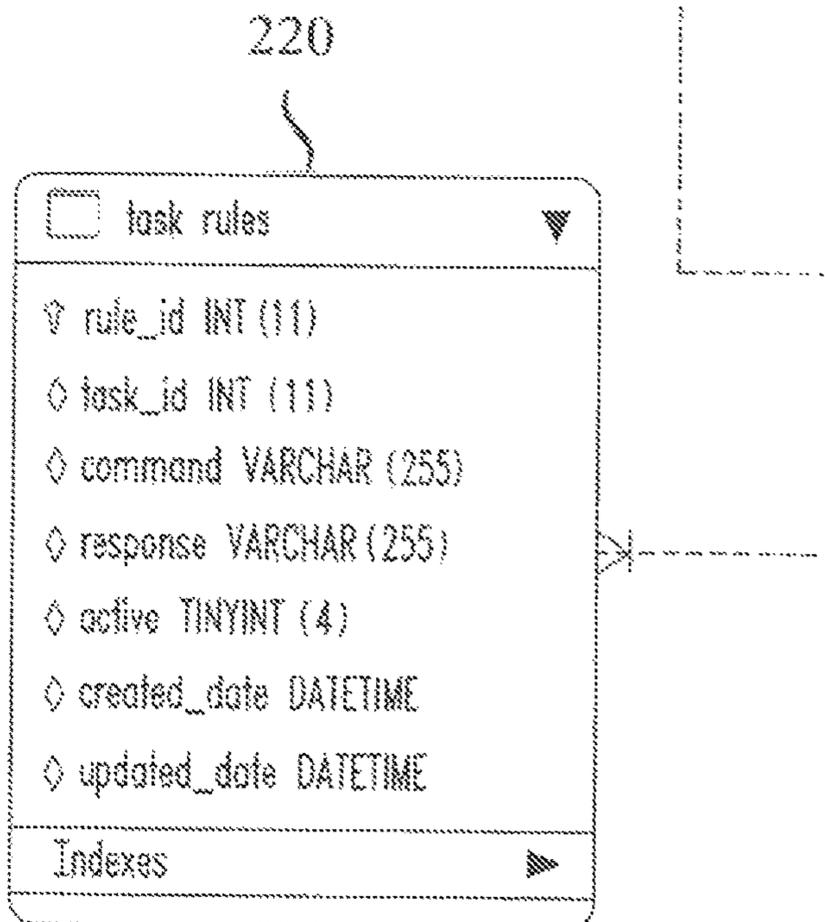 220
task rules
rule_id INT (11)
task_id INT (11)
command VARCHAR (255)
response VARCHAR (255)
active TINYINT (4)
created_date DATETIME
updated_date DATETIME
Indexes